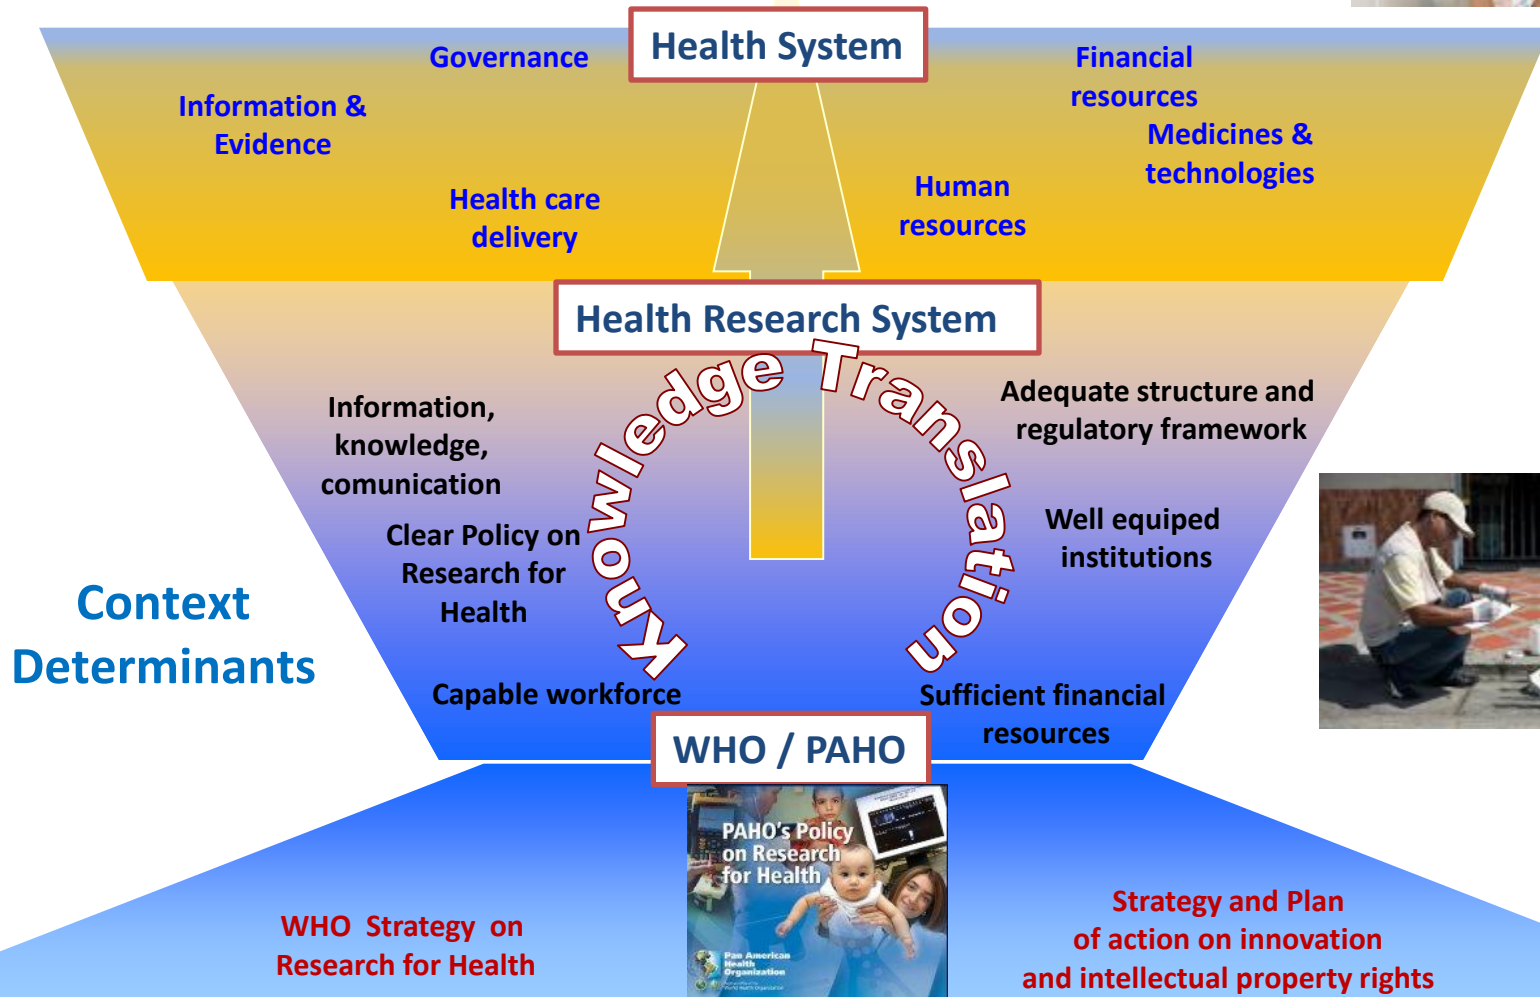 Health System
Governance
Financial
resources
Information &
Evidence
Medicines &
technologies
Health care
delivery
Human
resources
Health Research System
Knowledge Translation
Information,
knowledge,
comunication
Adequate structure and
regulatory framework
Clear Policy on
Research for
Health
Well equiped
institutions
Context
Determinants
Capable workforce
Sufficient financial
resources
WHO / PAHO
PAHO's Policy
on Research
for Health
Pan American
Health
Organization
WHO Strategy on
Research for Health
Strategy and Plan
of action on innovation
and intellectual property rights